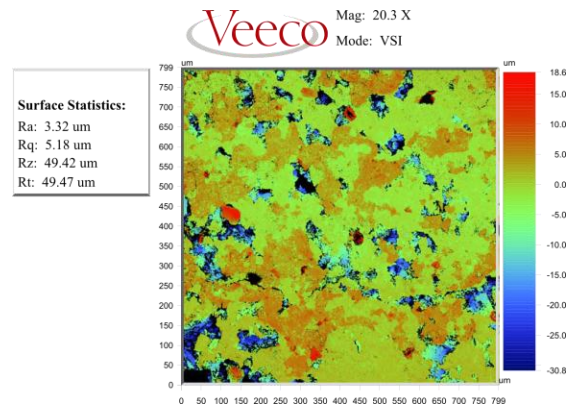 Veeco
Mag: 20.3 X
Mode: VSI
Surface Statistics:
Ra: 3.32 um
Rq: 5.18 um
Rz: 49.42 um
Rt: 49.47 um
um
799
750
700
650
600
550
500
450
400
350
300
250
200
150
100
50
0
0 50 100 150 200 250 300 350 400 450 500 550 600 650 700 799
um
um
18.6
15.0
10.0
5.0
0.0
-5.0
-10.0
-15.0
-20.0
-25.0
-30.8